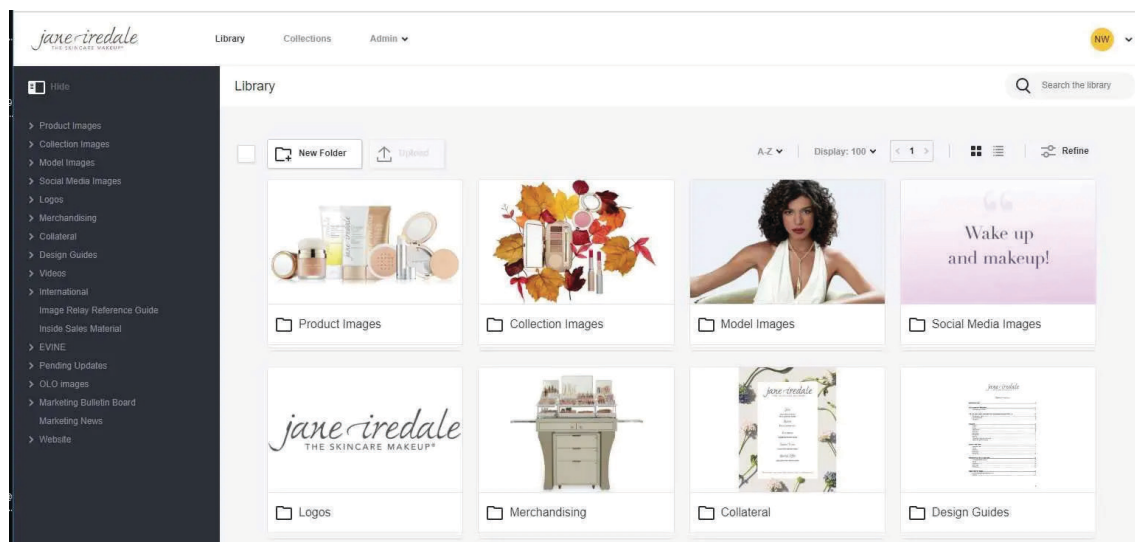 jane iredale
THE SKINCARE MAKEUP®
Library
Collections
Admin
NW
Hide
Library
Search the library
Product Images
Collection Images
Model Images
Social Media Images
Logos
Merchandising
Collateral
Design Guides
Videos
International
Image Relay Reference Guide
Inside Sales Material
EVINE
Pending Updates
OLO images
Marketing Bulletin Board
Marketing News
Website
New Folder
Upload
A-Z
Display: 100
< 1 >
Refine
Wake up
and makeup!
Product Images
Collection Images
Model Images
Social Media Images
jane iredale
THE SKINCARE MAKEUP®
jane iredale
jane iredale
Logos
Merchandising
Collateral
Design Guides